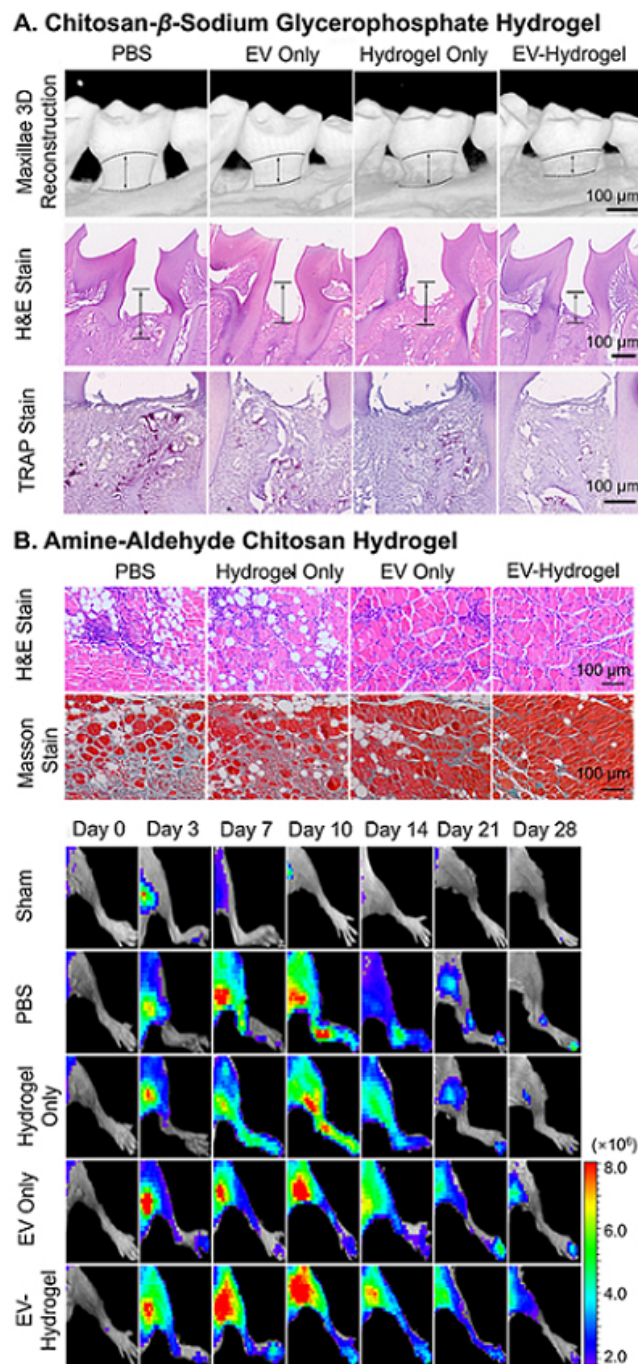 A. Chitosan-β-Sodium Glycerophosphate Hydrogel
PBS EV Only Hydrogel Only EV-Hydrogel
Maxillae 3D
Reconstruction
100 µm
H&E Stain
TRAP Stain
100 µm
B. Amine-Aldehyde Chitosan Hydrogel
PBS Hydrogel Only EV Only EV-Hydrogel
H&E Stain
100 µm
Masson
Stain
100 µm
Day 0 Day 3 Day 7 Day 10 Day 14 Day 21 Day 28
Sham
PBS
Hydrogel
Only
(×10⁶)
EV Only
EV-
Hydrogel
8.0
6.0
4.0
2.0